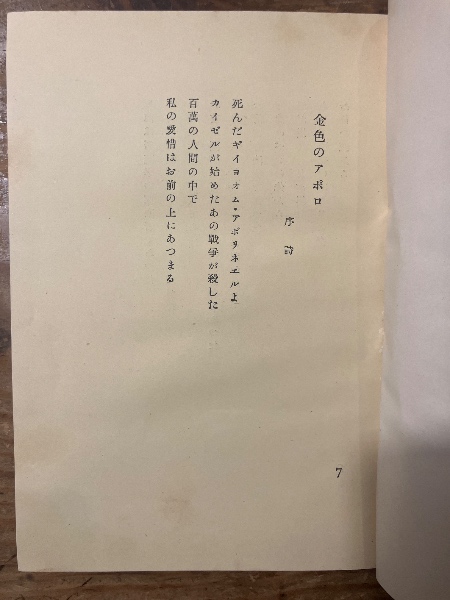 金色のアポロ
序詩
死んだギイヨオム・アポリネエルよ
カイゼルが始めたあの戰爭が殺した
百萬の人間の中で
私の愛惜はお前の上にあつまる
7